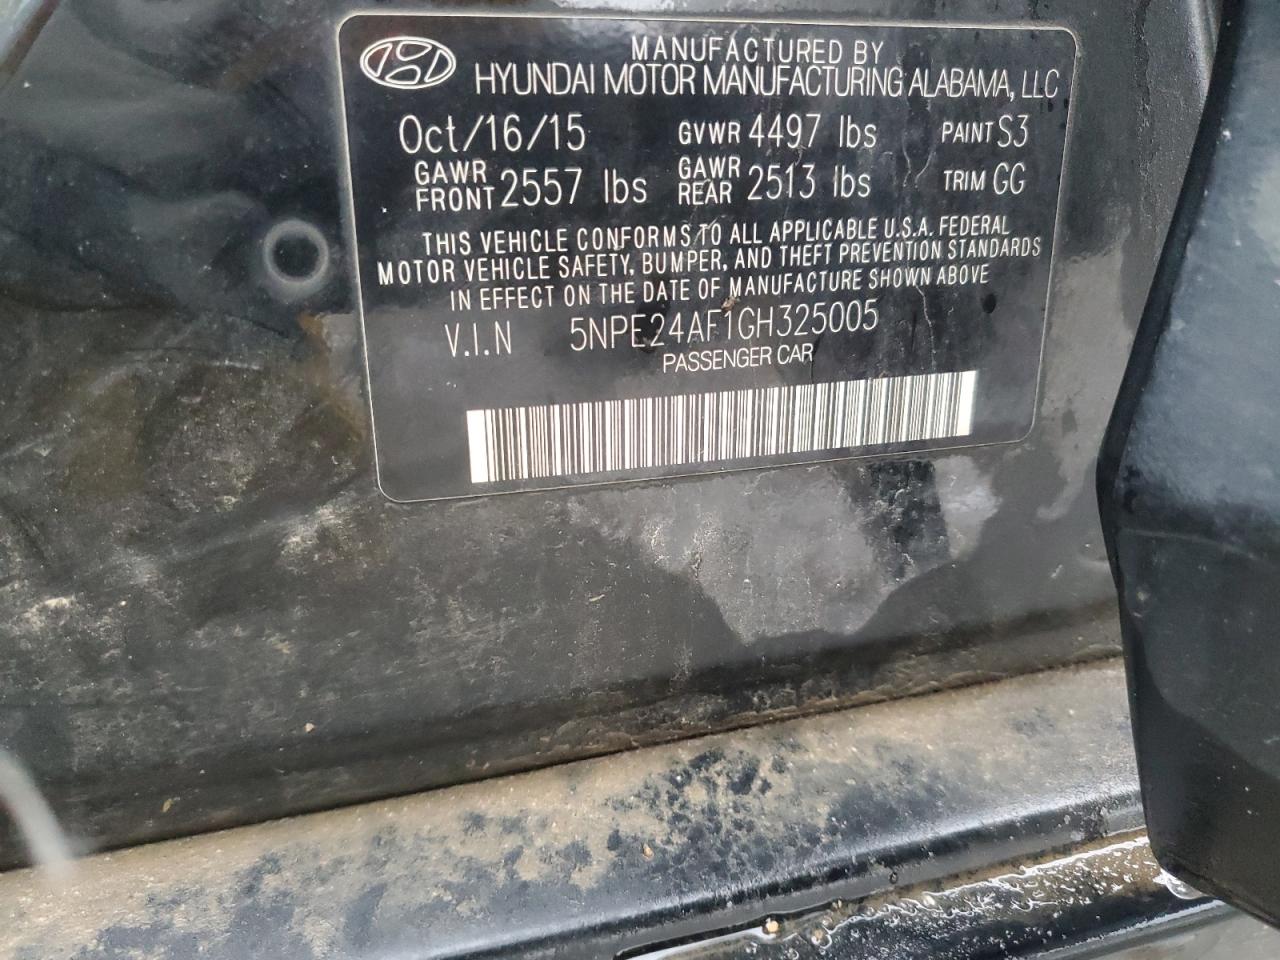 MANUFACTURED BY
HYUNDAI MOTOR MANUFACTURING ALABAMA, LLC
Oct/16/15 GVWR 4497 lbs PAINT S3
GAWR FRONT 2557 lbs GAWR REAR 2513 lbs TRIM GG
THIS VEHICLE CONFORMS TO ALL APPLICABLE U.S.A. FEDERAL
MOTOR VEHICLE SAFETY, BUMPER, AND THEFT PREVENTION STANDARDS
IN EFFECT ON THE DATE OF MANUFACTURE SHOWN ABOVE
V.I.N 5NPE24AF1GH325005
PASSENGER CAR